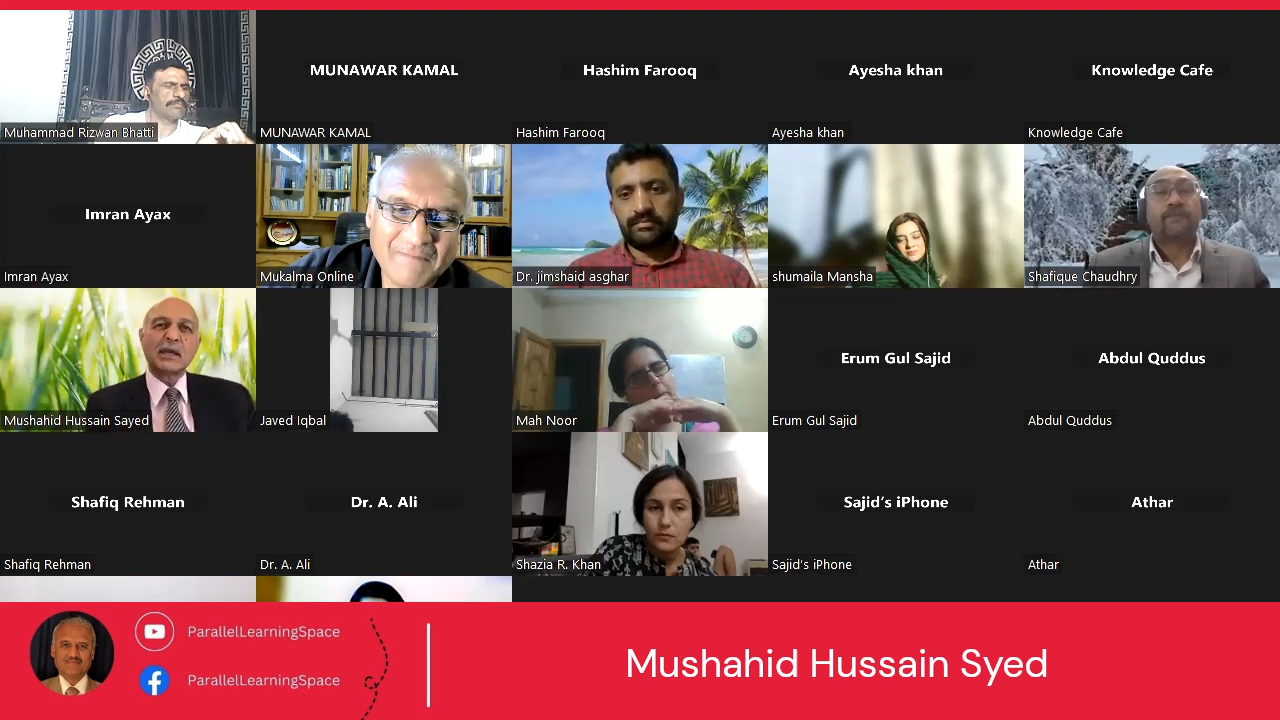 MUNAWAR KAMAL
Hashim Farooq
Ayesha khan
Knowledge Cafe
Muhammad Rizwan Bhatti
MUNAWAR KAMAL
Hashim Farooq
Ayesha khan
Knowledge Cafe
Imran Ayax
Imran Ayax
Mukalma Online
Dr. jimshaid asghar
shumaila Mansha
Shafique Chaudhry
Erum Gul Sajid
Abdul Quddus
Mushahid Hussain Sayed
Javed Iqbal
Mah Noor
Erum Gul Sajid
Abdul Quddus
Shafiq Rehman
Dr. A. Ali
Sajid's iPhone
Athar
Shafiq Rehman
Dr. A. Ali
Shazia R. Khan
Sajid's iPhone
Athar
ParallelLearningSpace
ParallelLearningSpace
Mushahid Hussain Syed